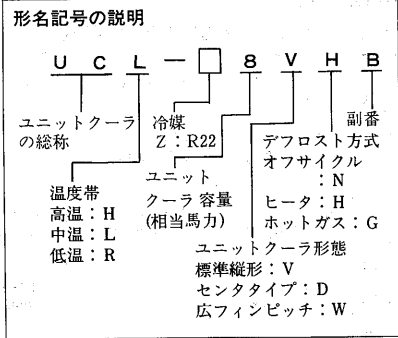 形名記号の説明
U C L － □ 8 V H B
ユニットクーラ
の総称
冷媒
Z：R22
副番
デフロスト方式
オフサイクル
：N
ヒータ：H
ホットガス：G
ユニット
クーラ容量
(相当馬力)
温度帯
高温：H
中温：L
低温：R
ユニットクーラ形態
標準縦形：V
センタタイプ：D
広フィンピッチ：W